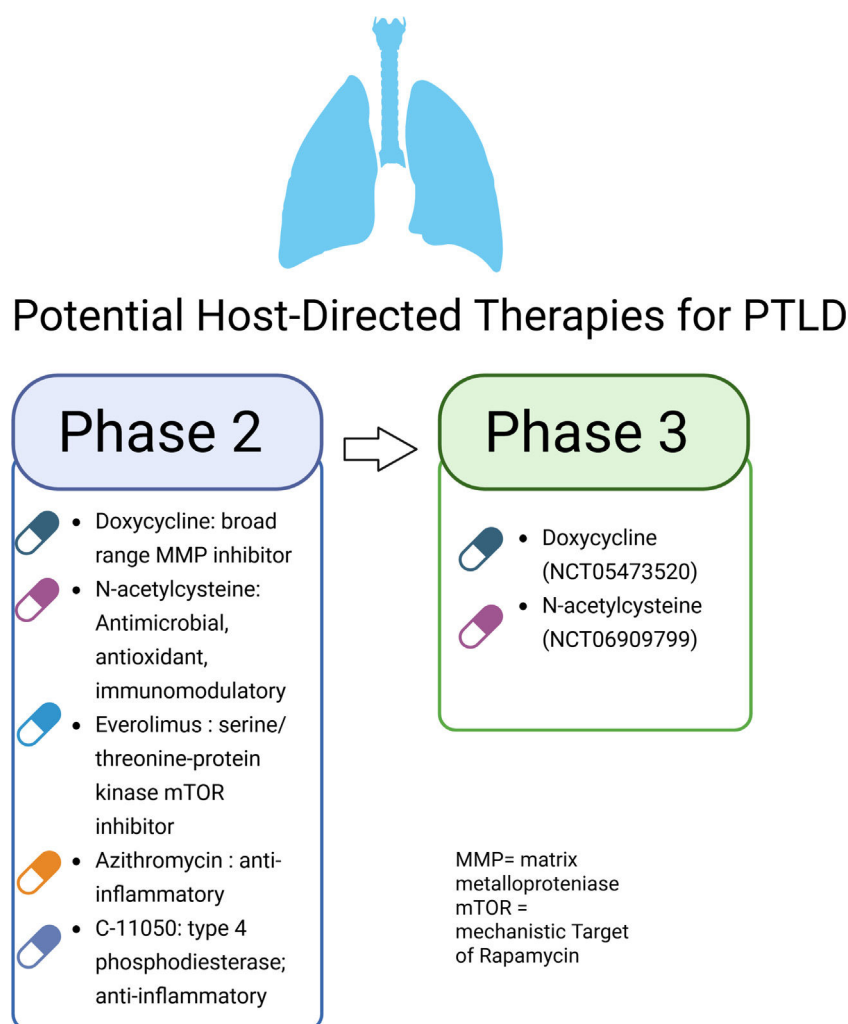 Potential Host-Directed Therapies for PTLD
Phase 2
• Doxycycline: broad
range MMP inhibitor
• N-acetylcysteine:
Antimicrobial,
antioxidant,
immunomodulatory
• Everolimus : serine/
threonine-protein
kinase mTOR
inhibitor
• Azithromycin : anti-
inflammatory
• C-11050: type 4
phosphodiesterase;
anti-inflammatory
Phase 3
• Doxycycline
(NCT05473520)
• N-acetylcysteine
(NCT06909799)
MMP= matrix
metalloproteniase
mTOR =
mechanistic Target
of Rapamycin